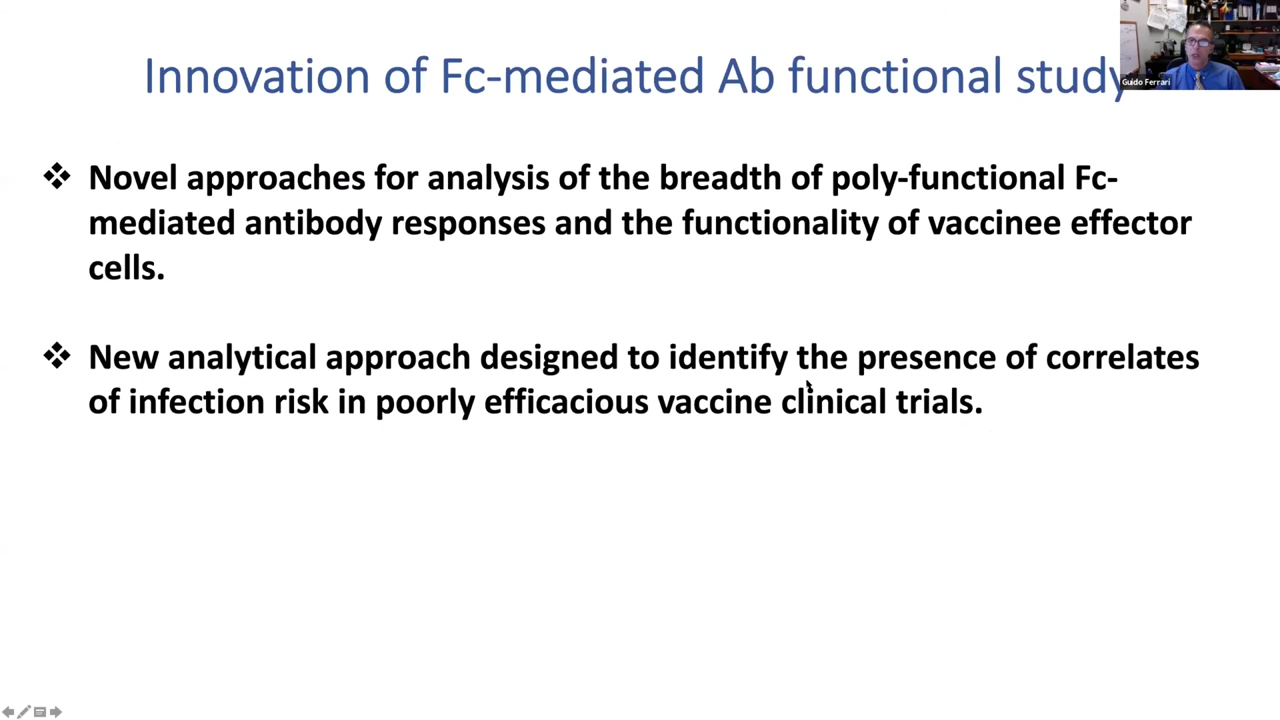 Innovation of Fc-mediated Ab functional study
Guido Ferrari
❖ Novel approaches for analysis of the breadth of poly-functional Fc-
mediated antibody responses and the functionality of vaccinee effector
cells.
❖ New analytical approach designed to identify the presence of correlates
of infection risk in poorly efficacious vaccine clinical trials.